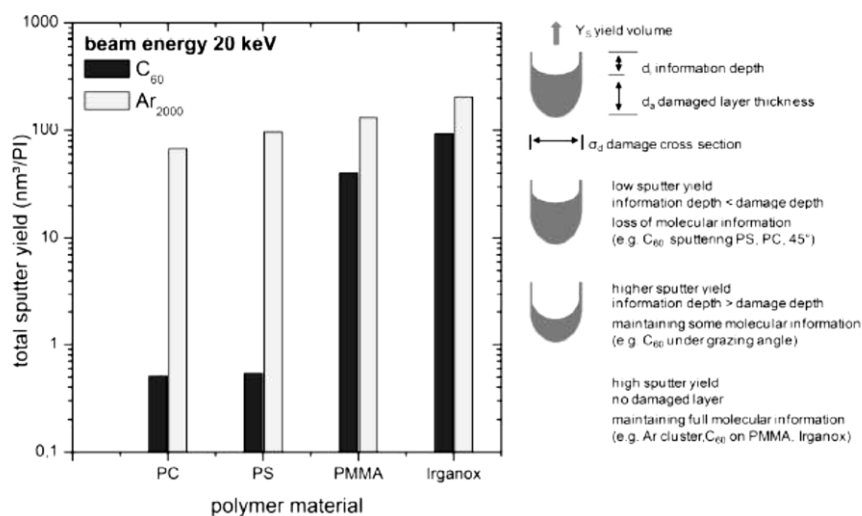 1000
100
10
1
0,1
total sputter yield (nm³/PI)
beam energy 20 keV
C60
Ar2000
PC
PS
PMMA
Irganox
polymer material
Ys yield volume
di information depth
da damaged layer thickness
σd damage cross section
low sputter yield
information depth < damage depth
loss of molecular information
(e.g. C60 sputtering PS, PC, 45°)
higher sputter yield
information depth > damage depth
maintaining some molecular information
(e.g. C60 under grazing angle)
high sputter yield
no damaged layer
maintaining full molecular information
(e.g. Ar cluster,C60 on PMMA. Irganox)